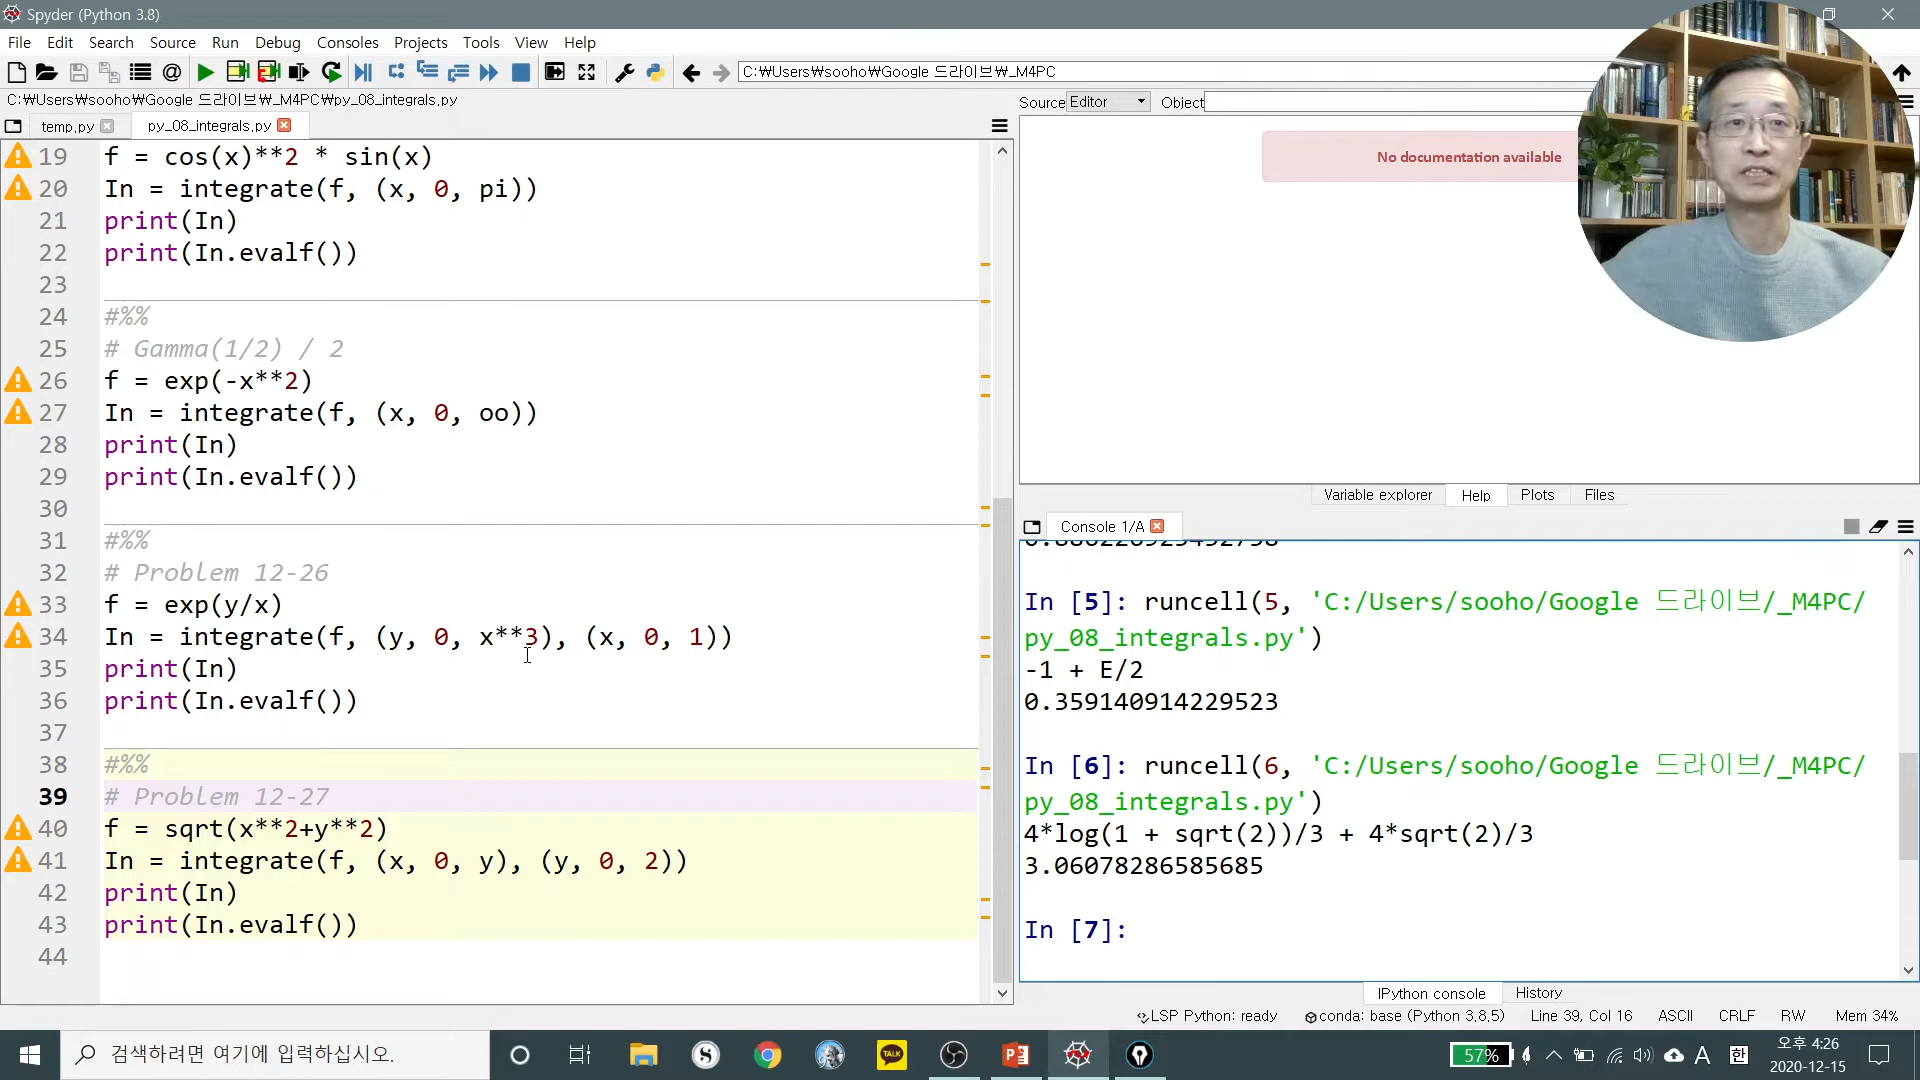 Spyder (Python 3.8)
File Edit Search Source Run Debug Consoles Projects Tools View Help
C:₩Users₩sooho₩Google 드라이브₩_M4PC
C:₩Users₩sooho₩Google 드라이브₩_M4PC₩py_08_integrals.py
Source Editor Object
temp.py py_08_integrals.py
19 f = cos(x)**2 * sin(x)
20 In = integrate(f, (x, 0, pi))
21 print(In)
22 print(In.evalf())
23
24 #%%
25 # Gamma(1/2) / 2
26 f = exp(-x**2)
27 In = integrate(f, (x, 0, oo))
28 print(In)
29 print(In.evalf())
30
31 #%%
32 # Problem 12-26
33 f = exp(y/x)
34 In = integrate(f, (y, 0, x**3), (x, 0, 1))
35 print(In)
36 print(In.evalf())
37
38 #%%
39 # Problem 12-27
40 f = sqrt(x**2+y**2)
41 In = integrate(f, (x, 0, y), (y, 0, 2))
42 print(In)
43 print(In.evalf())
44
No documentation available
Variable explorer Help Plots Files
Console 1/A
In [5]: runcell(5, 'C:/Users/sooho/Google 드라이브/_M4PC/
py_08_integrals.py')
-1 + E/2
0.359140914229523
In [6]: runcell(6, 'C:/Users/sooho/Google 드라이브/_M4PC/
py_08_integrals.py')
4*log(1 + sqrt(2))/3 + 4*sqrt(2)/3
3.06078286585685
In [7]:
IPython console History
LSP Python: ready conda: base (Python 3.8.5) Line 39, Col 16 ASCII CRLF RW Mem 34%
검색하려면 여기에 입력하십시오.
TALK
57%
A 한
오후 4:26
2020-12-15